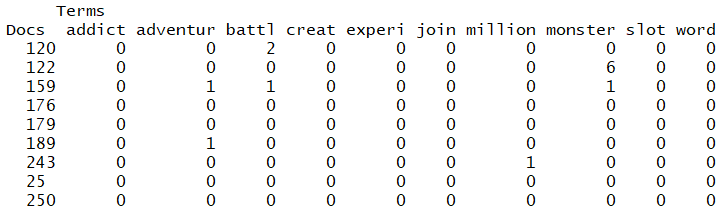 Terms
Docs addict adventur battl creat experi join million monster slot word
120 0 0 2 0 0 0 0 0 0 0
122 0 0 0 0 0 0 0 6 0 0
159 0 1 1 0 0 0 0 1 0 0
176 0 0 0 0 0 0 0 0 0 0
179 0 0 0 0 0 0 0 0 0 0
189 0 1 0 0 0 0 0 0 0 0
243 0 0 0 0 0 0 1 0 0 0
25 0 0 0 0 0 0 0 0 0 0
250 0 0 0 0 0 0 0 0 0 0